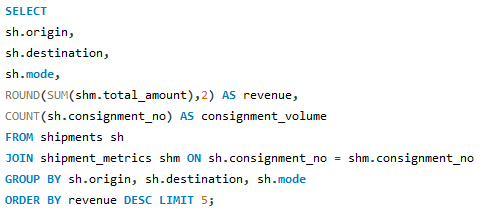 SELECT
sh.origin,
sh.destination,
sh.mode,
ROUND(SUM(shm.total_amount),2) AS revenue,
COUNT(sh.consignment_no) AS consignment_volume
FROM shipments sh
JOIN shipment_metrics shm ON sh.consignment_no = shm.consignment_no
GROUP BY sh.origin, sh.destination, sh.mode
ORDER BY revenue DESC LIMIT 5;